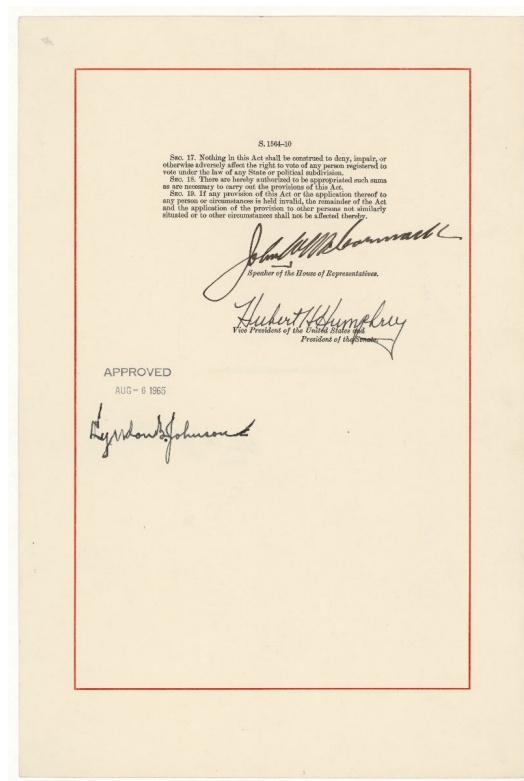 S. 1564—10
SEC. 17. Nothing in this Act shall be construed to deny, impair, or
otherwise adversely affect the right to vote of any person registered to
vote under the law of any State or political subdivision.
SEC. 18. There are hereby authorized to be appropriated such sums
as are necessary to carry out the provisions of this Act.
SEC. 19. If any provision of this Act or the application thereof to
any person or circumstances is held invalid, the remainder of the Act
and the application of the provision to other persons not similarly
situated or to other circumstances shall not be affected thereby.
John W McCormack
Speaker of the House of Representatives.
Hubert H Humphrey
Vice President of the United States and
President of the Senate.
APPROVED
AUG - 6 1965
Lyndon B. Johnson